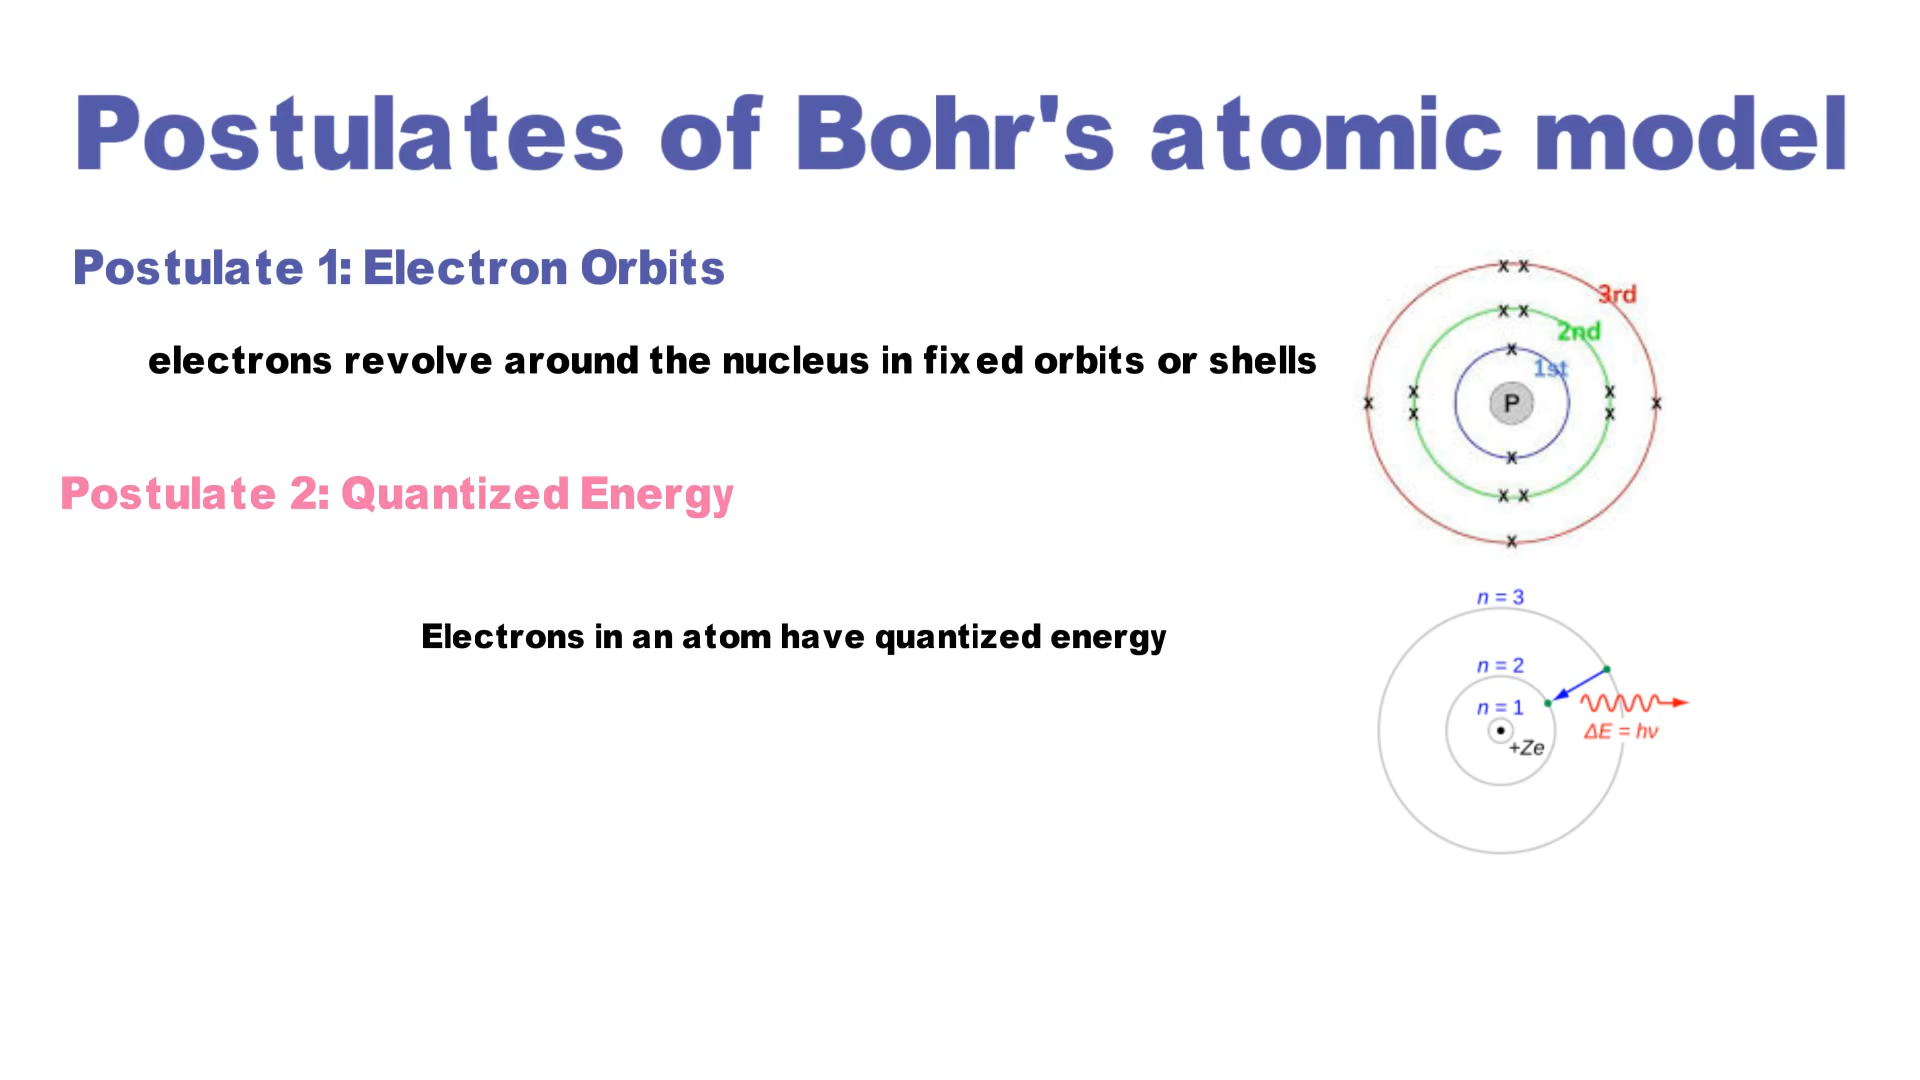 Postulates of Bohr's atomic model
Postulate 1: Electron Orbits
electrons revolve around the nucleus in fixed orbits or shells
Postulate 2: Quantized Energy
Electrons in an atom have quantized energy
x x
3rd
x x
2nd
x
1st
x x
P
x x
x x
x
x x
x
n = 3
n = 2
n = 1
+Ze
ΔE = hν